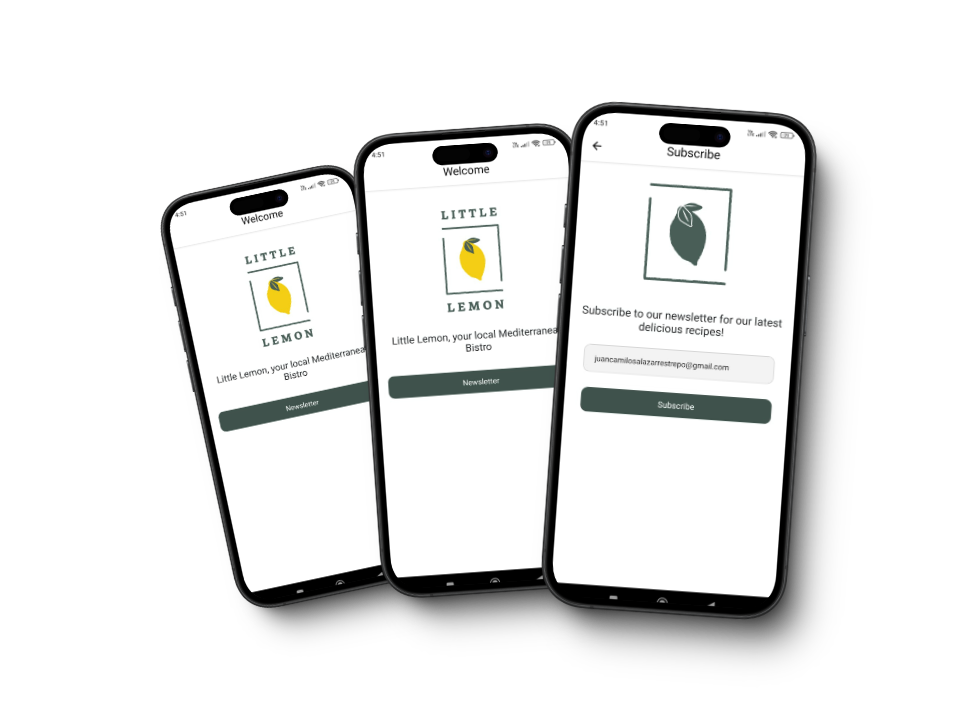 4:51
Welcome
LITTLE
LEMON
Little Lemon, your local Mediterranea
Bistro
Newsletter
4:51
Welcome
LITTLE
LEMON
Little Lemon, your local Mediterranea
Bistro
Newsletter
4:51
Subscribe
Subscribe to our newsletter for our latest
delicious recipes!
juancamilosalazarrestrepo@gmail.com
Subscribe